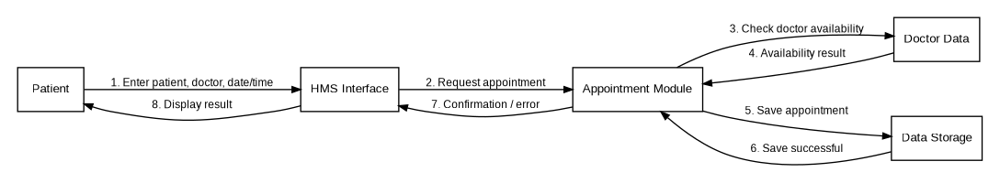 3. Check doctor availability
Doctor Data
4. Availability result
Patient
1. Enter patient, doctor, date/time
HMS Interface
2. Request appointment
Appointment Module
8. Display result
7. Confirmation / error
5. Save appointment
Data Storage
6. Save successful